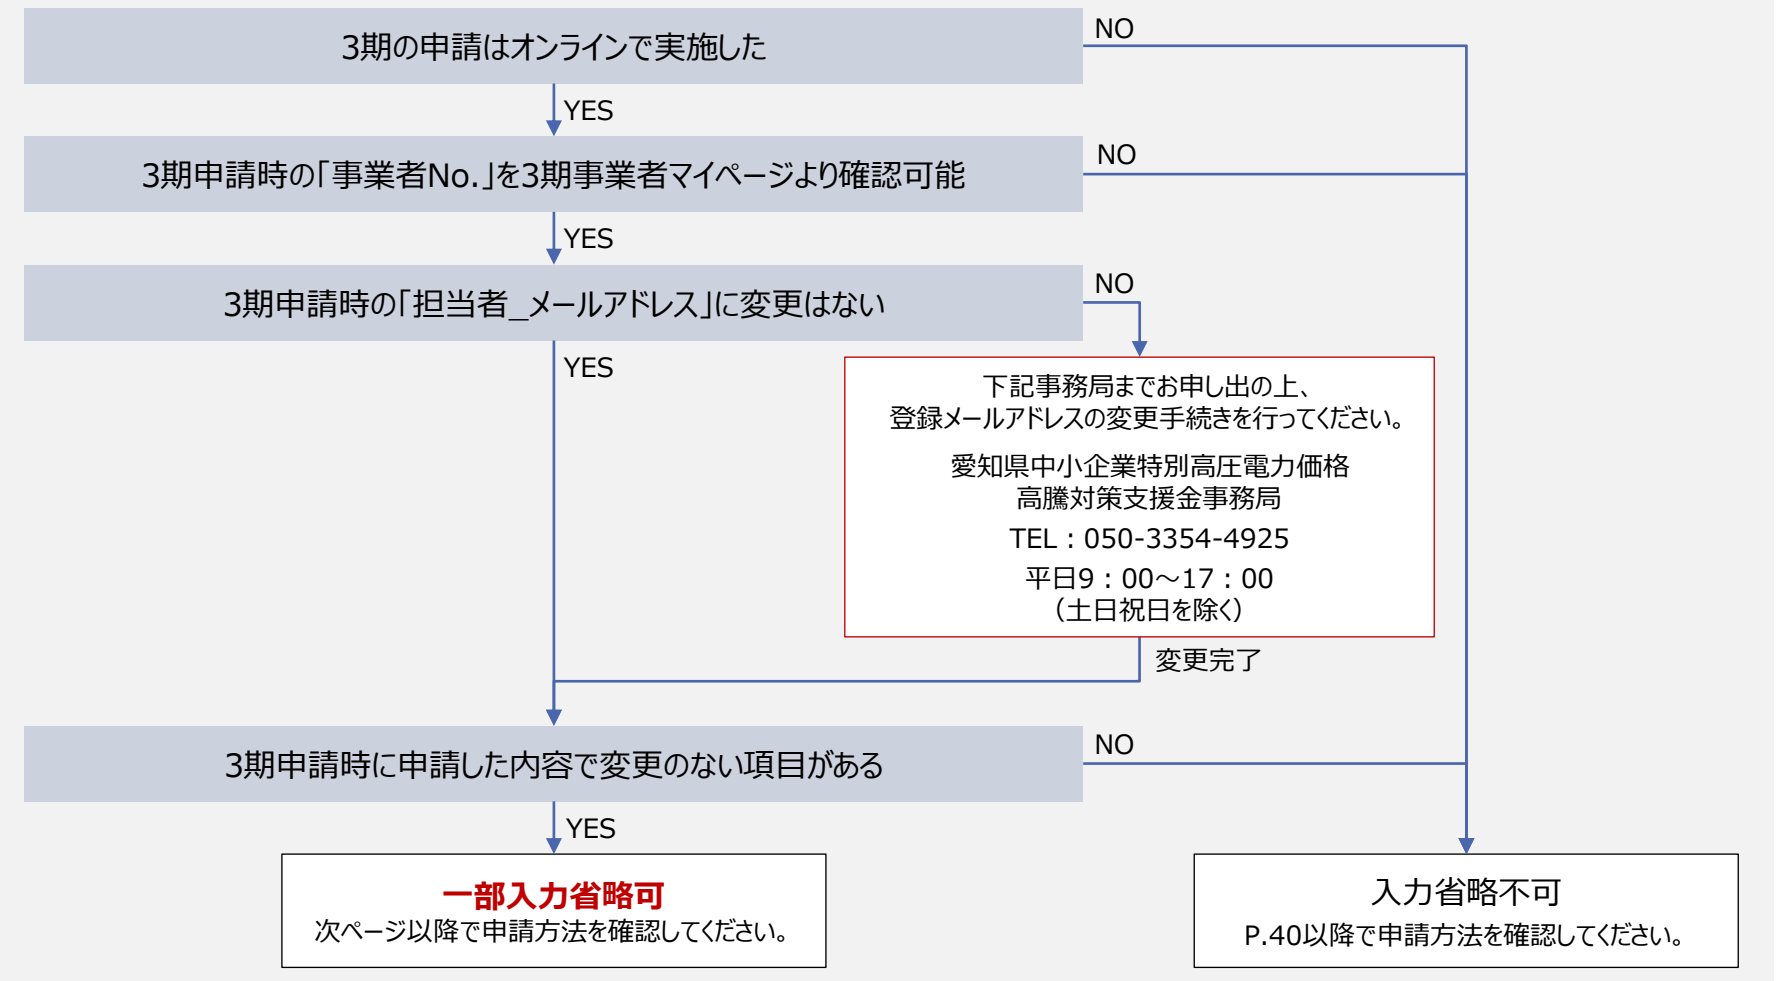 3期の申請はオンラインで実施した
NO
YES
3期申請時の「事業者No.」を3期事業者マイページより確認可能
NO
YES
3期申請時の「担当者_メールアドレス」に変更はない
NO
YES
下記事務局までお申し出の上、
登録メールアドレスの変更手続きを行ってください。
愛知県中小企業特別高圧電力価格
高騰対策支援金事務局
TEL：050-3354-4925
平日9：00～17：00
（土日祝日を除く）
変更完了
3期申請時に申請した内容で変更のない項目がある
NO
YES
一部入力省略可
次ページ以降で申請方法を確認してください。
入力省略不可
P.40以降で申請方法を確認してください。